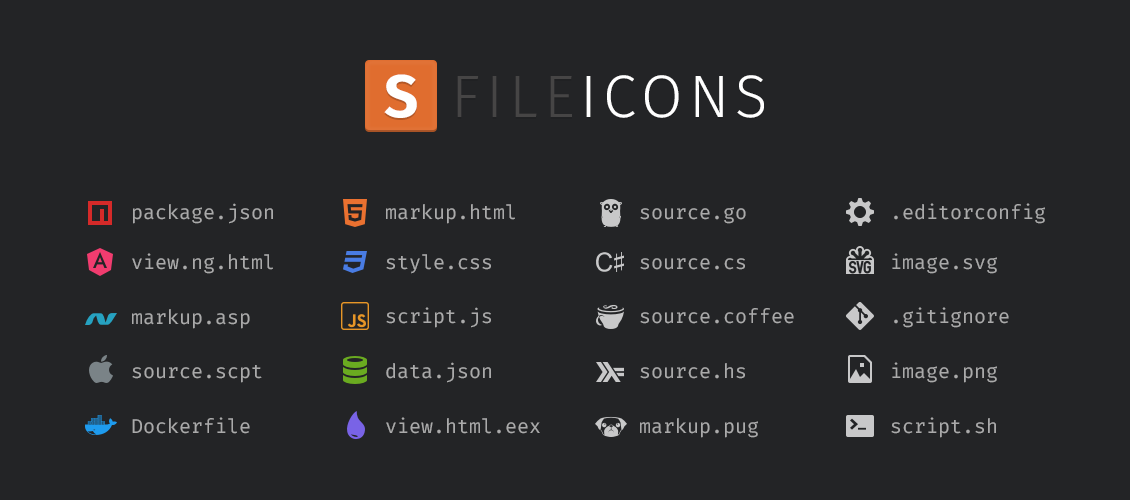 S FILEICONS
package.json
view.ng.html
markup.asp
source.scpt
Dockerfile
5 markup.html
style.css
JS script.js
data.json
view.html.eex
source.go
C# source.cs
source.coffee
source.hs
markup.pug
.editorconfig
SVG image.svg
.gitignore
image.png
script.sh